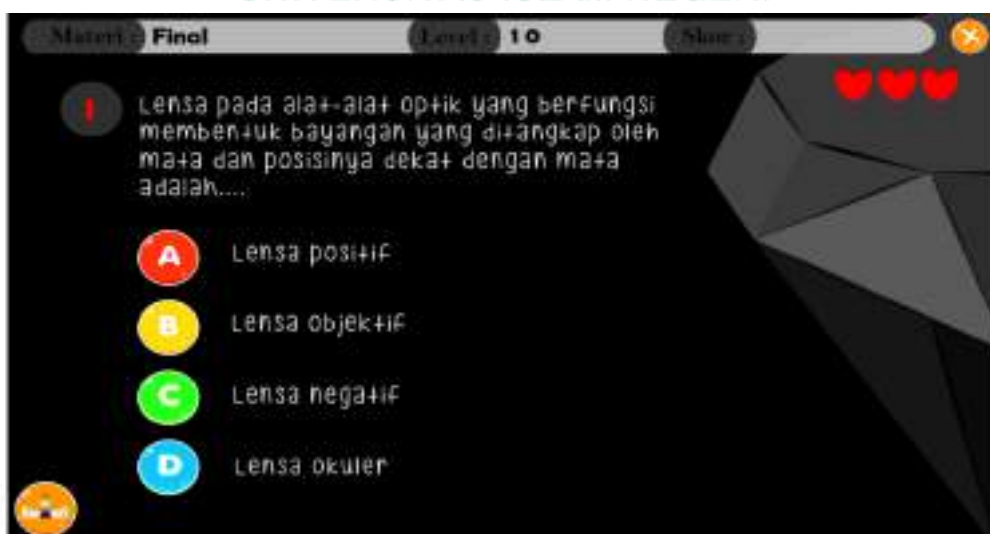 Materi : Final
Level : 10
Skor :
1
Lensa pada alat-alat optik yang berfungsi
membentuk bayangan yang ditangkap oleh
mata dan posisinya dekat dengan mata
adalah....
A Lensa positif
B Lensa objektif
C Lensa negatif
D Lensa okuler